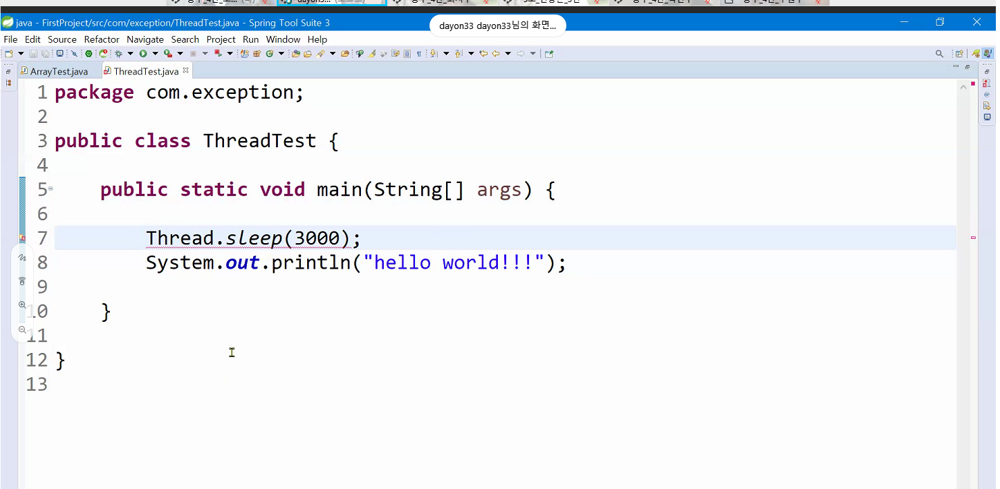 dayon33 dayon33님의 화면...
java - FirstProject/src/com/exception/ThreadTest.java - Spring Tool Suite 3
File Edit Source Refactor Navigate Search Project Run Window Help
ArrayTest.java ThreadTest.java
1 package com.exception;
2
3 public class ThreadTest {
4
5 public static void main(String[] args) {
6
7 Thread.sleep(3000);
8 System.out.println("hello world!!!");
9
10 }
11
12 }
13